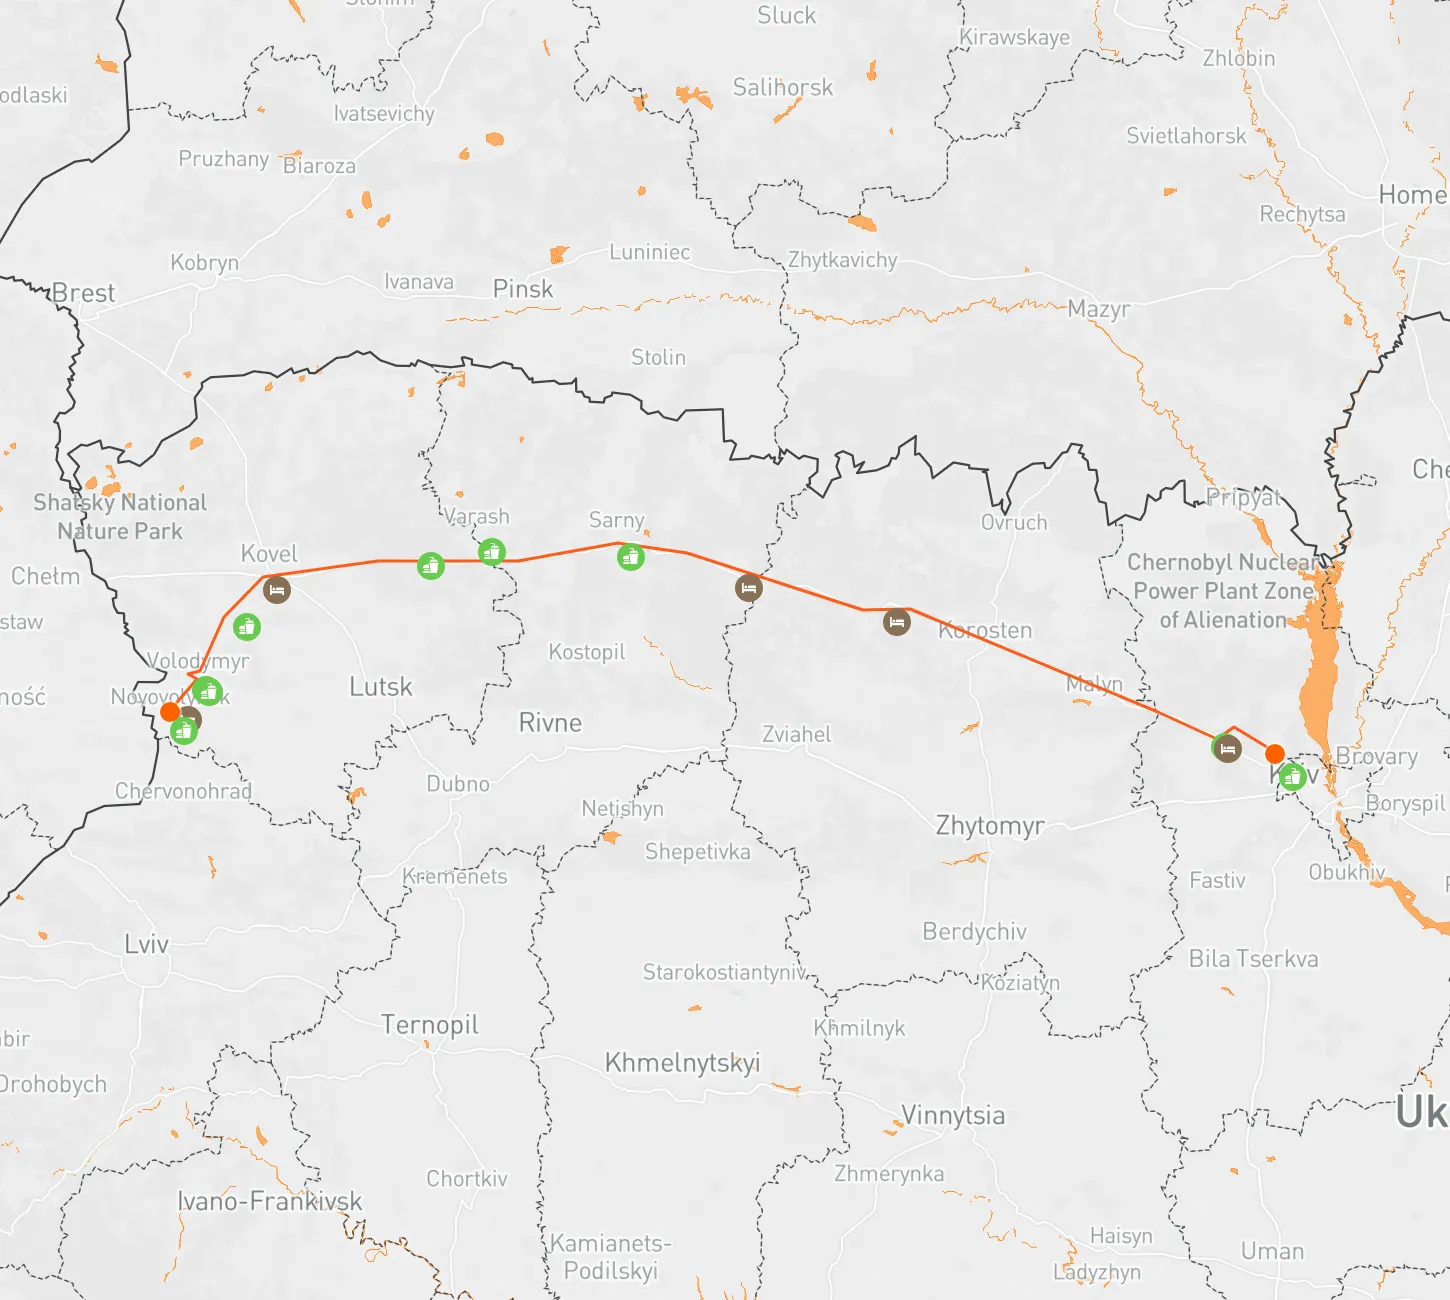 Sluck
Kirawskaye
Zhlobin
Salihorsk
odlaski
Ivatsevichy
Svietlahorsk
Pruzhany
Biaroza
Home
Rechytsa
Luniniec
Zhytkavichy
Kobryn
Ivanava
Pinsk
Brest
Mazyr
Stolin
Che
Shatsky National
Nature Park
Pripyat
Varash
Sarny
Ovruch
Kovel
Chernobyl Nuclear
Power Plant Zone
of Alienation
Chełm
staw
Korosten
Kostopil
Volodymyr
Lutsk
Malyn
ność
Novovolynsk
Rivne
Zviahel
Brovary
Kyiv
Dubno
Chervonohrad
Netishyn
Boryspil
Zhytomyr
Shepetivka
Kremenets
Fastiv
Obukhiv
Lviv
Berdychiv
Bila Tserkva
Starokostiantyniv
Koziatyn
Ternopil
Khmilnyk
bir
Khmelnytskyi
Drohobych
Uk
Vinnytsia
Chortkiv
Zhmerynka
Ivano-Frankivsk
Haisyn
Kamianets-
Podilskyi
Uman
Ladyzhyn